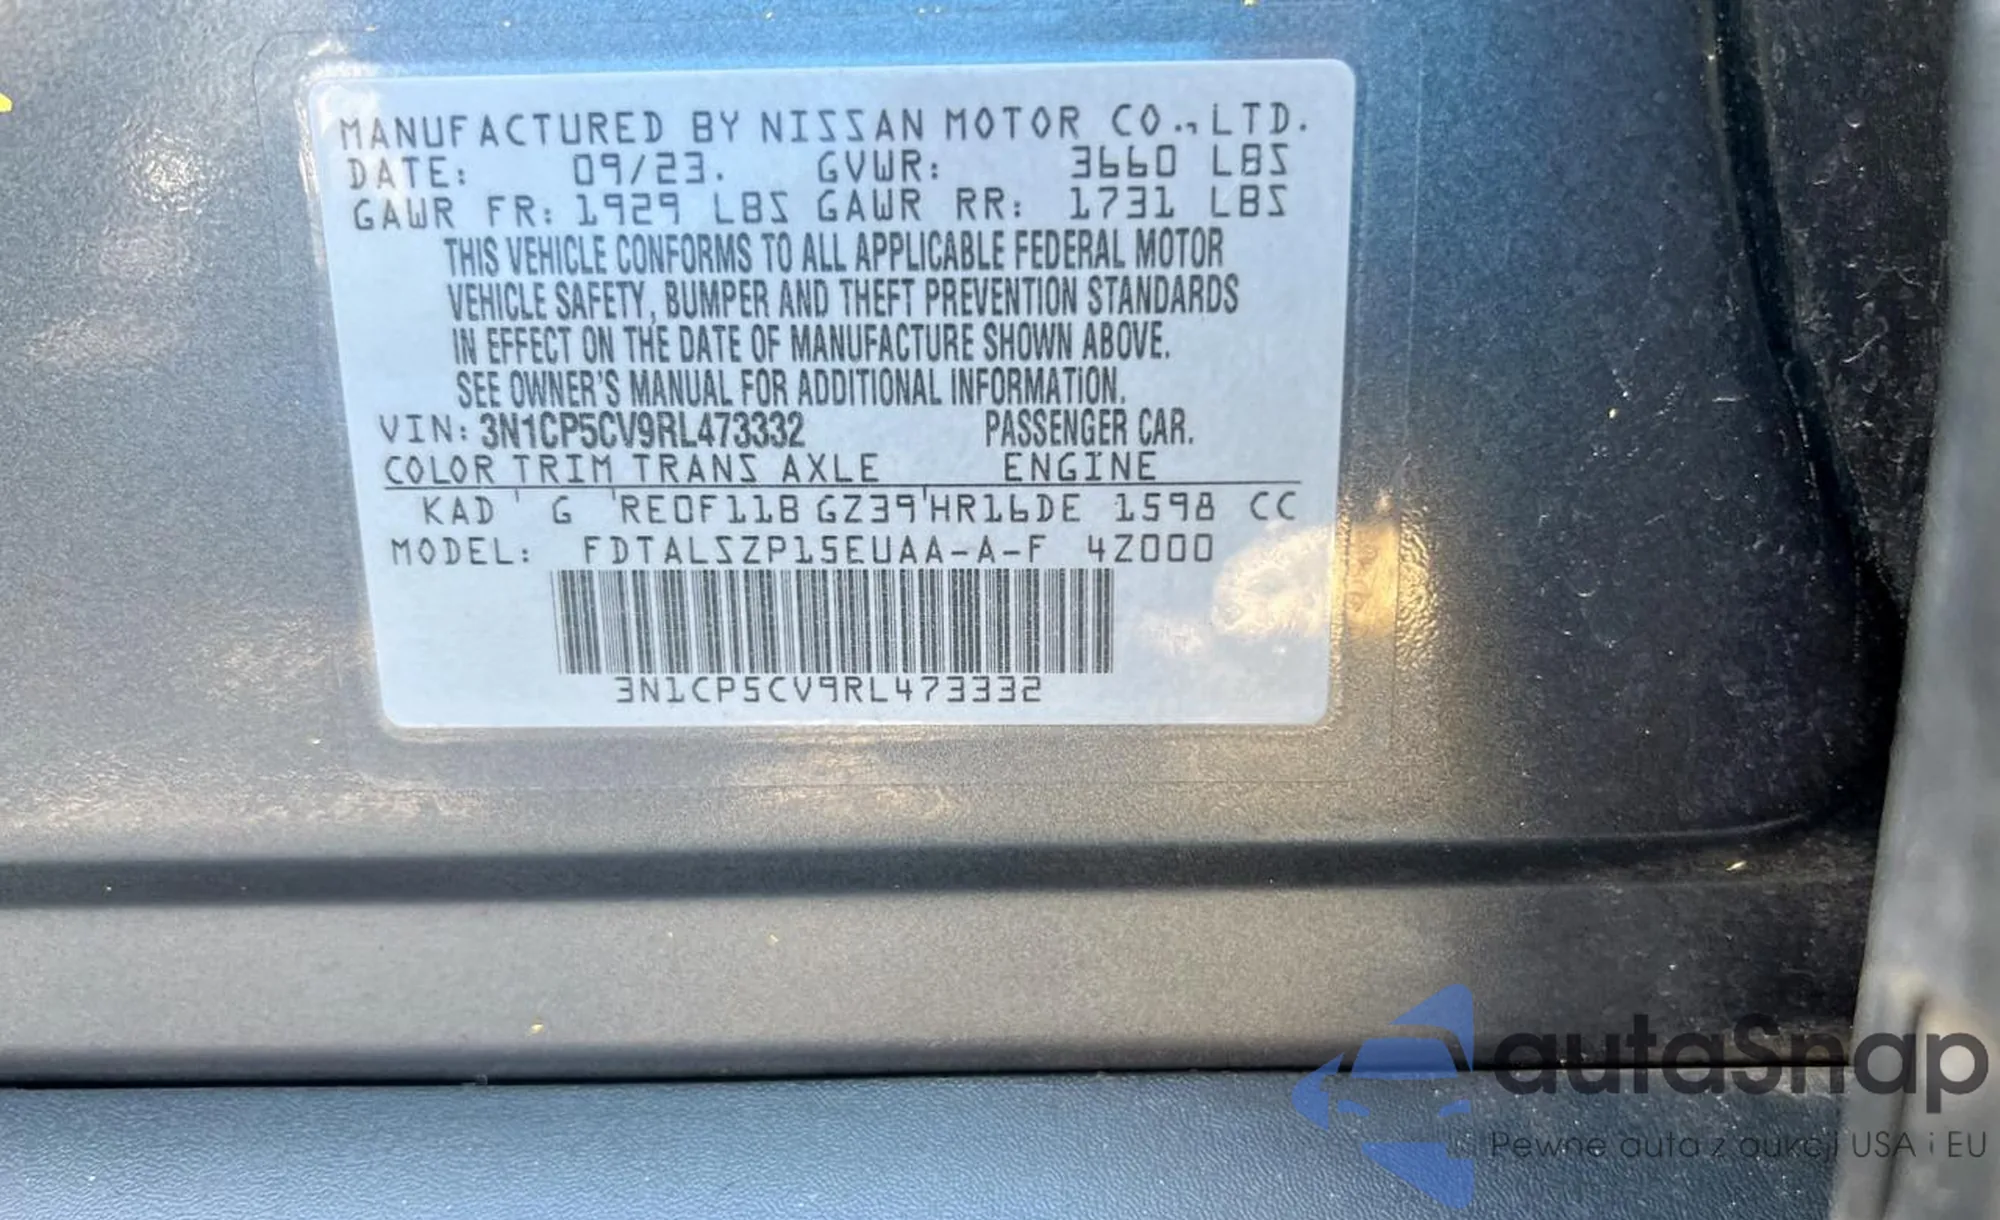 MANUFACTURED BY NISSAN MOTOR CO., LTD.
DATE: 09/23. GVWR: 3660 LBS
GAWR FR: 1929 LBS GAWR RR: 1731 LBS
THIS VEHICLE CONFORMS TO ALL APPLICABLE FEDERAL MOTOR
VEHICLE SAFETY, BUMPER AND THEFT PREVENTION STANDARDS
IN EFFECT ON THE DATE OF MANUFACTURE SHOWN ABOVE.
SEE OWNER'S MANUAL FOR ADDITIONAL INFORMATION.
VIN: 3N1CP5CV9RL473332 PASSENGER CAR.
COLOR TRIM TRANS AXLE ENGINE
KAD ' G 'RE0F11B GZ39'HR16DE 1598 CC
MODEL: FDTALSZP15EUAA-A-F 4Z000
3N1CP5CV9RL473332
autaSnap
Pewne auta z aukcji USA i EU